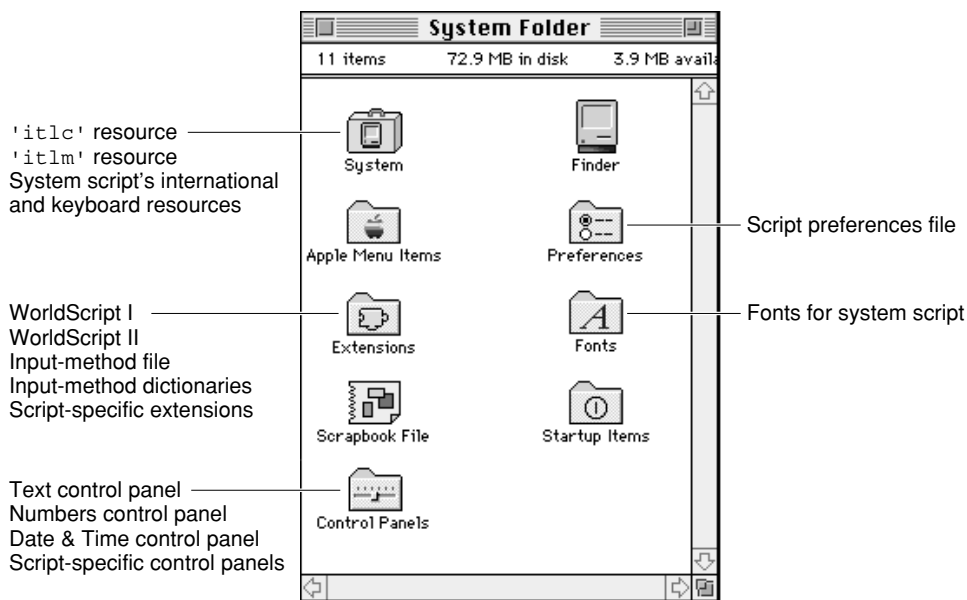 System Folder
11 items 72.9 MB in disk 3.9 MB availa
'itlc' resource
'itlm' resource
System script’s international
and keyboard resources
System
Finder
Apple Menu Items
Preferences
Script preferences file
WorldScript I
WorldScript II
Input-method file
Input-method dictionaries
Script-specific extensions
Extensions
Fonts
Fonts for system script
Scrapbook File
Startup Items
Text control panel
Numbers control panel
Date & Time control panel
Script-specific control panels
Control Panels